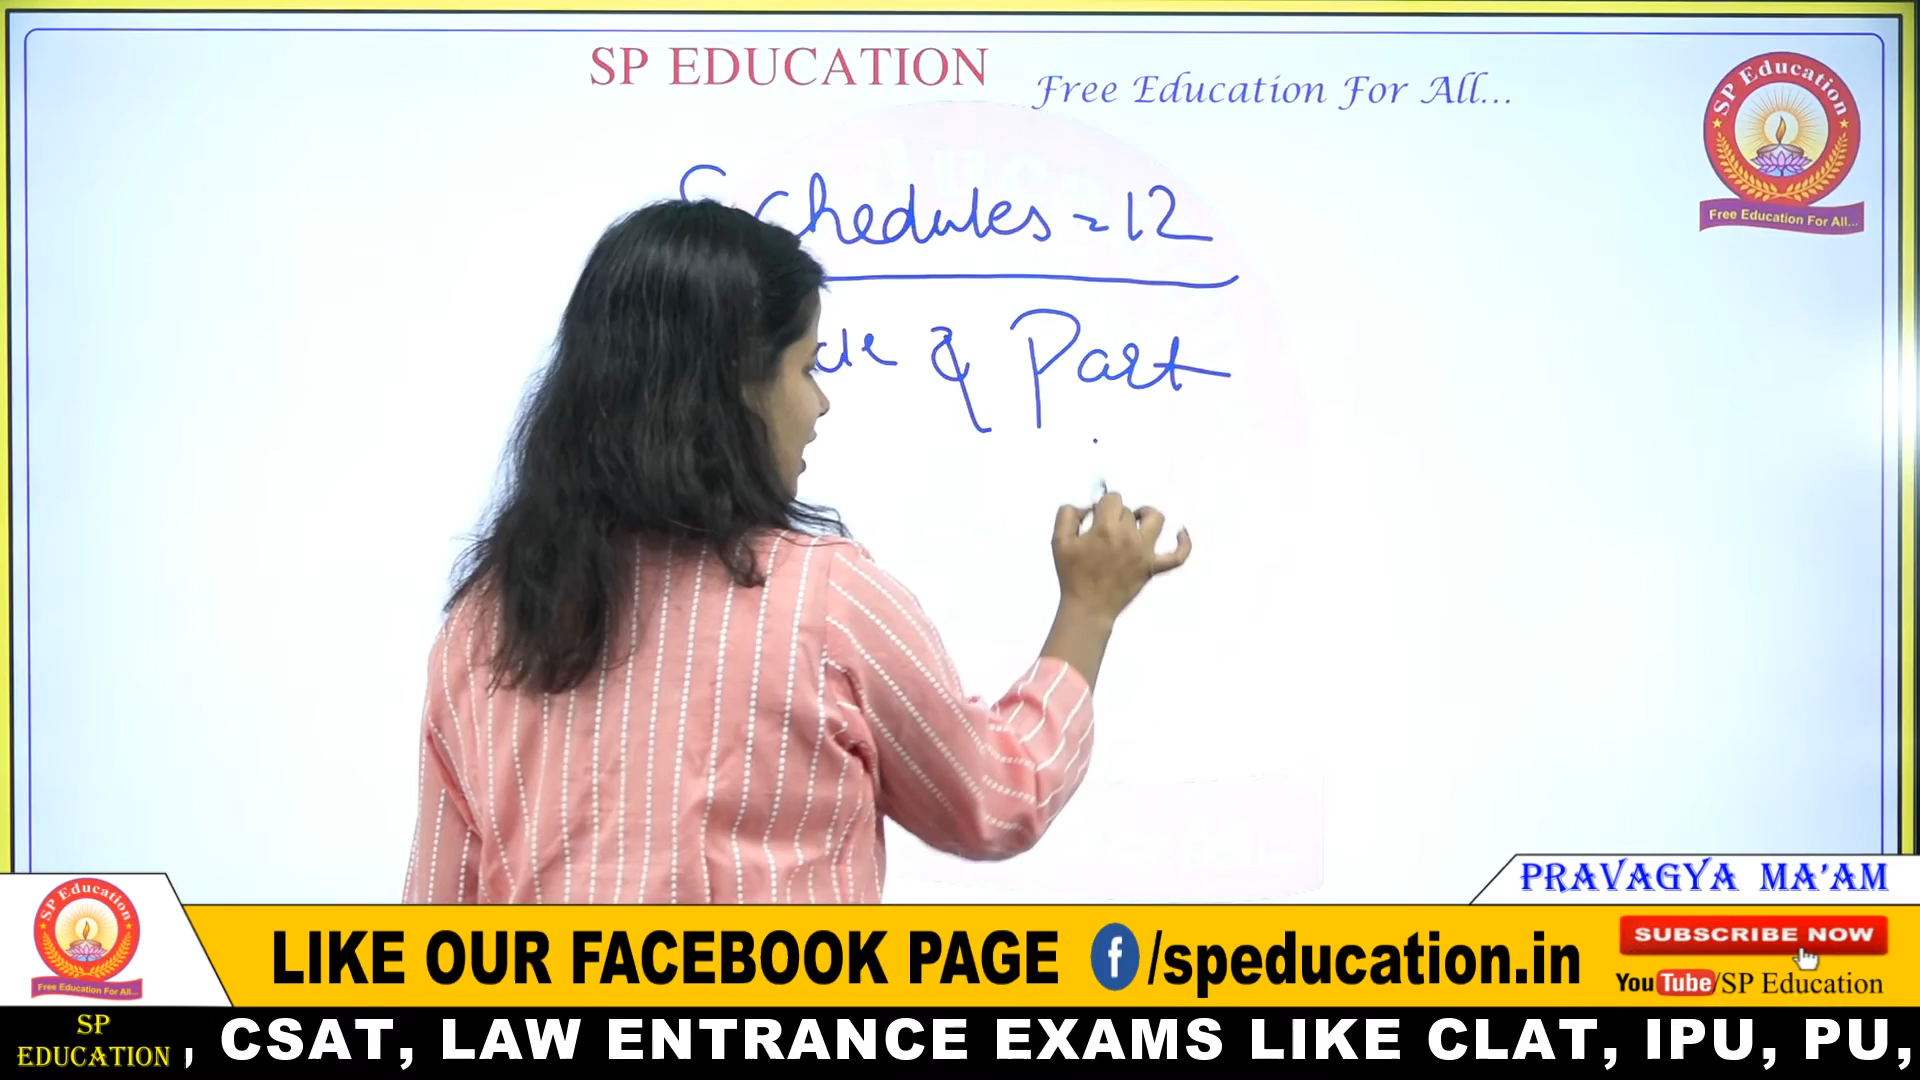 SP EDUCATION
Free Education For All...
SP Education
Free Education For All...
Schedules = 12
& Part
PRAVAGYA MA'AM
SP Education
Free Education For All...
LIKE OUR FACEBOOK PAGE f/speducation.in
SUBSCRIBE NOW
YouTube/SP Education
SP EDUCATION
, CSAT, LAW ENTRANCE EXAMS LIKE CLAT, IPU, PU,